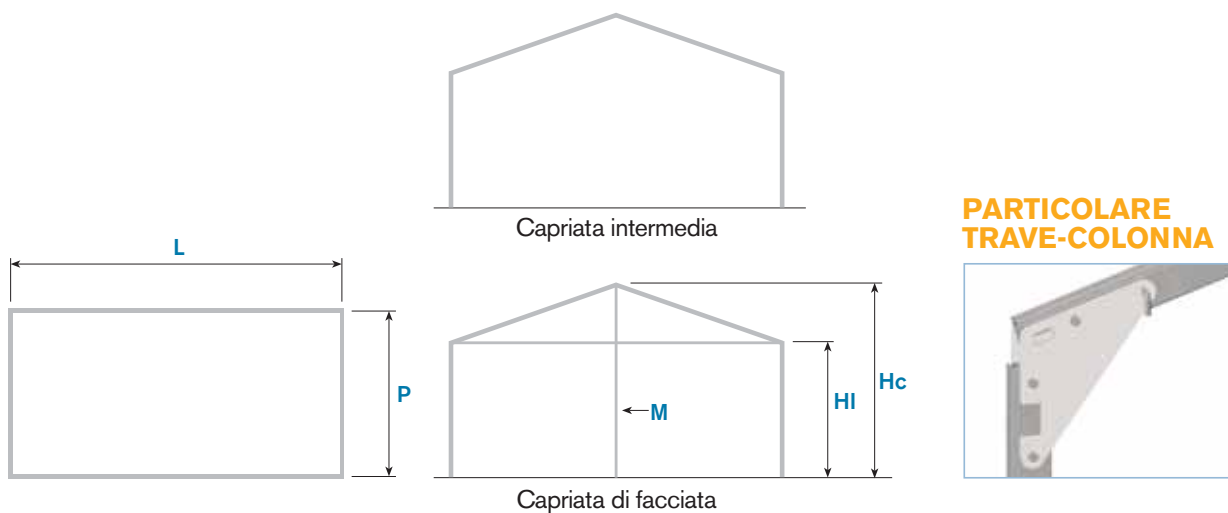 Capriata intermedia
PARTICOLARE
TRAVE-COLONNA
L
P
M
Hl
Hc
Capriata di facciata